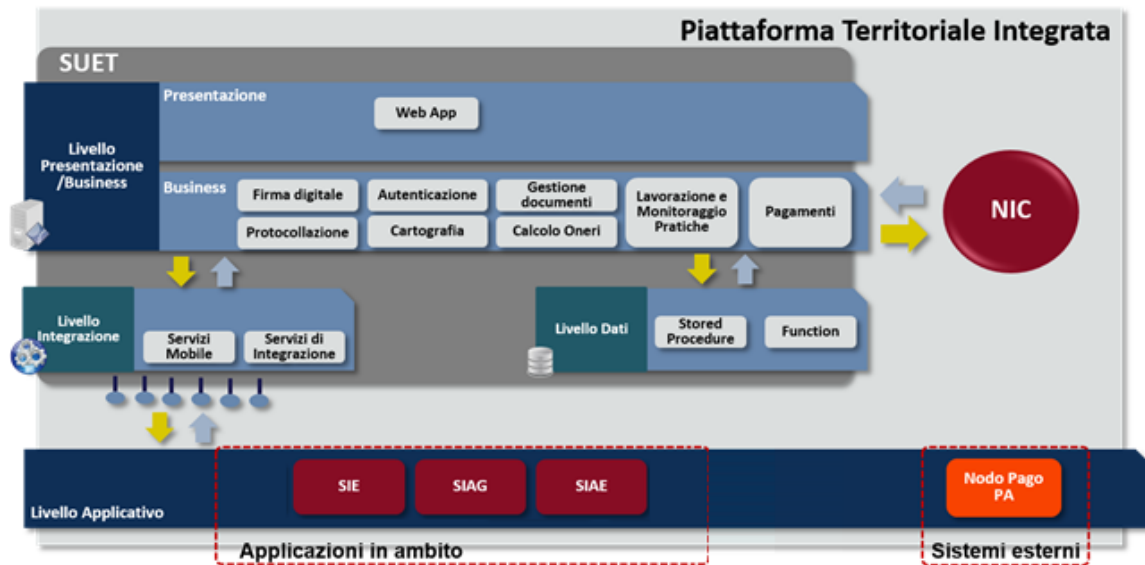 Piattaforma Territoriale Integrata
SUET
Presentazione
Web App
Livello
Presentazione
/Business
Business
Firma digitale
Autenticazione
Gestione
documenti
Lavorazione e
Monitoraggio
Pratiche
Pagamenti
Protocollazione
Cartografia
Calcolo Oneri
NIC
Livello
Integrazione
Servizi
Mobile
Servizi di
Integrazione
Livello Dati
Stored
Procedure
Function
SIE
SIAG
SIAE
Nodo Pago
PA
Livello Applicativo
Applicazioni in ambito
Sistemi esterni